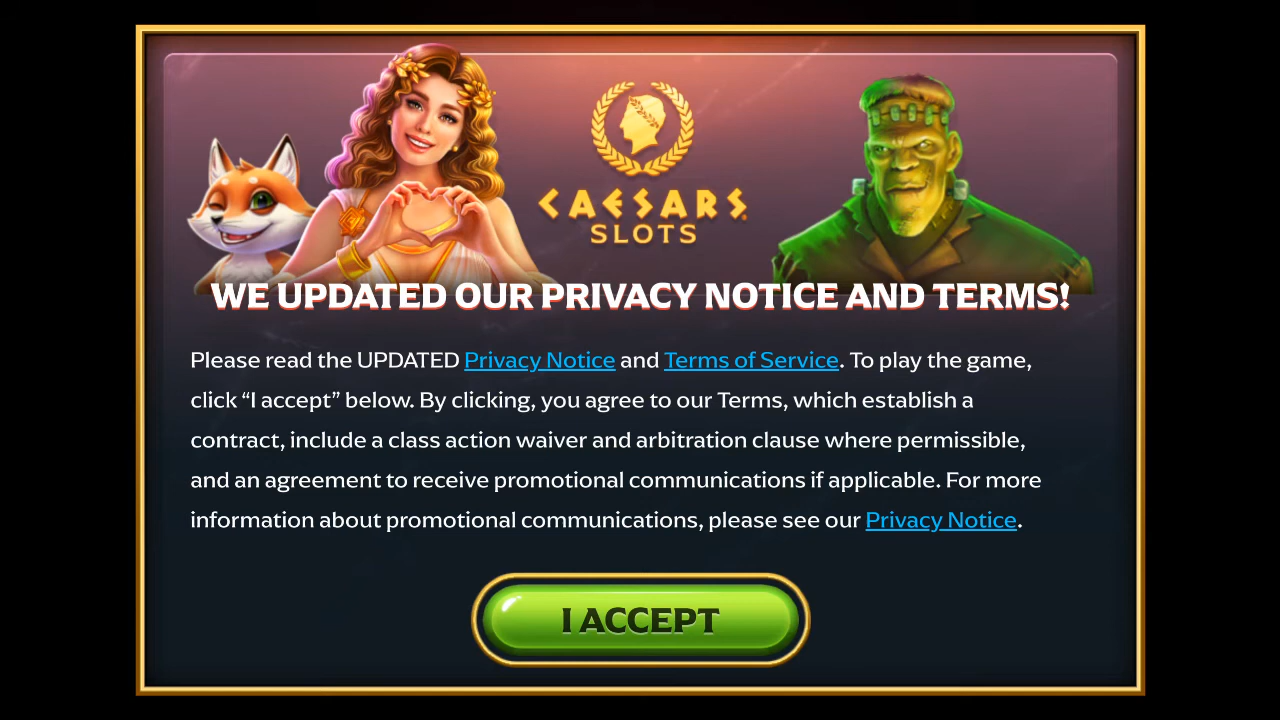 CAESARS
SLOTS
WE UPDATED OUR PRIVACY NOTICE AND TERMS!
Please read the UPDATED Privacy Notice and Terms of Service. To play the game,
click “I accept” below. By clicking, you agree to our Terms, which establish a
contract, include a class action waiver and arbitration clause where permissible,
and an agreement to receive promotional communications if applicable. For more
information about promotional communications, please see our Privacy Notice.
I ACCEPT